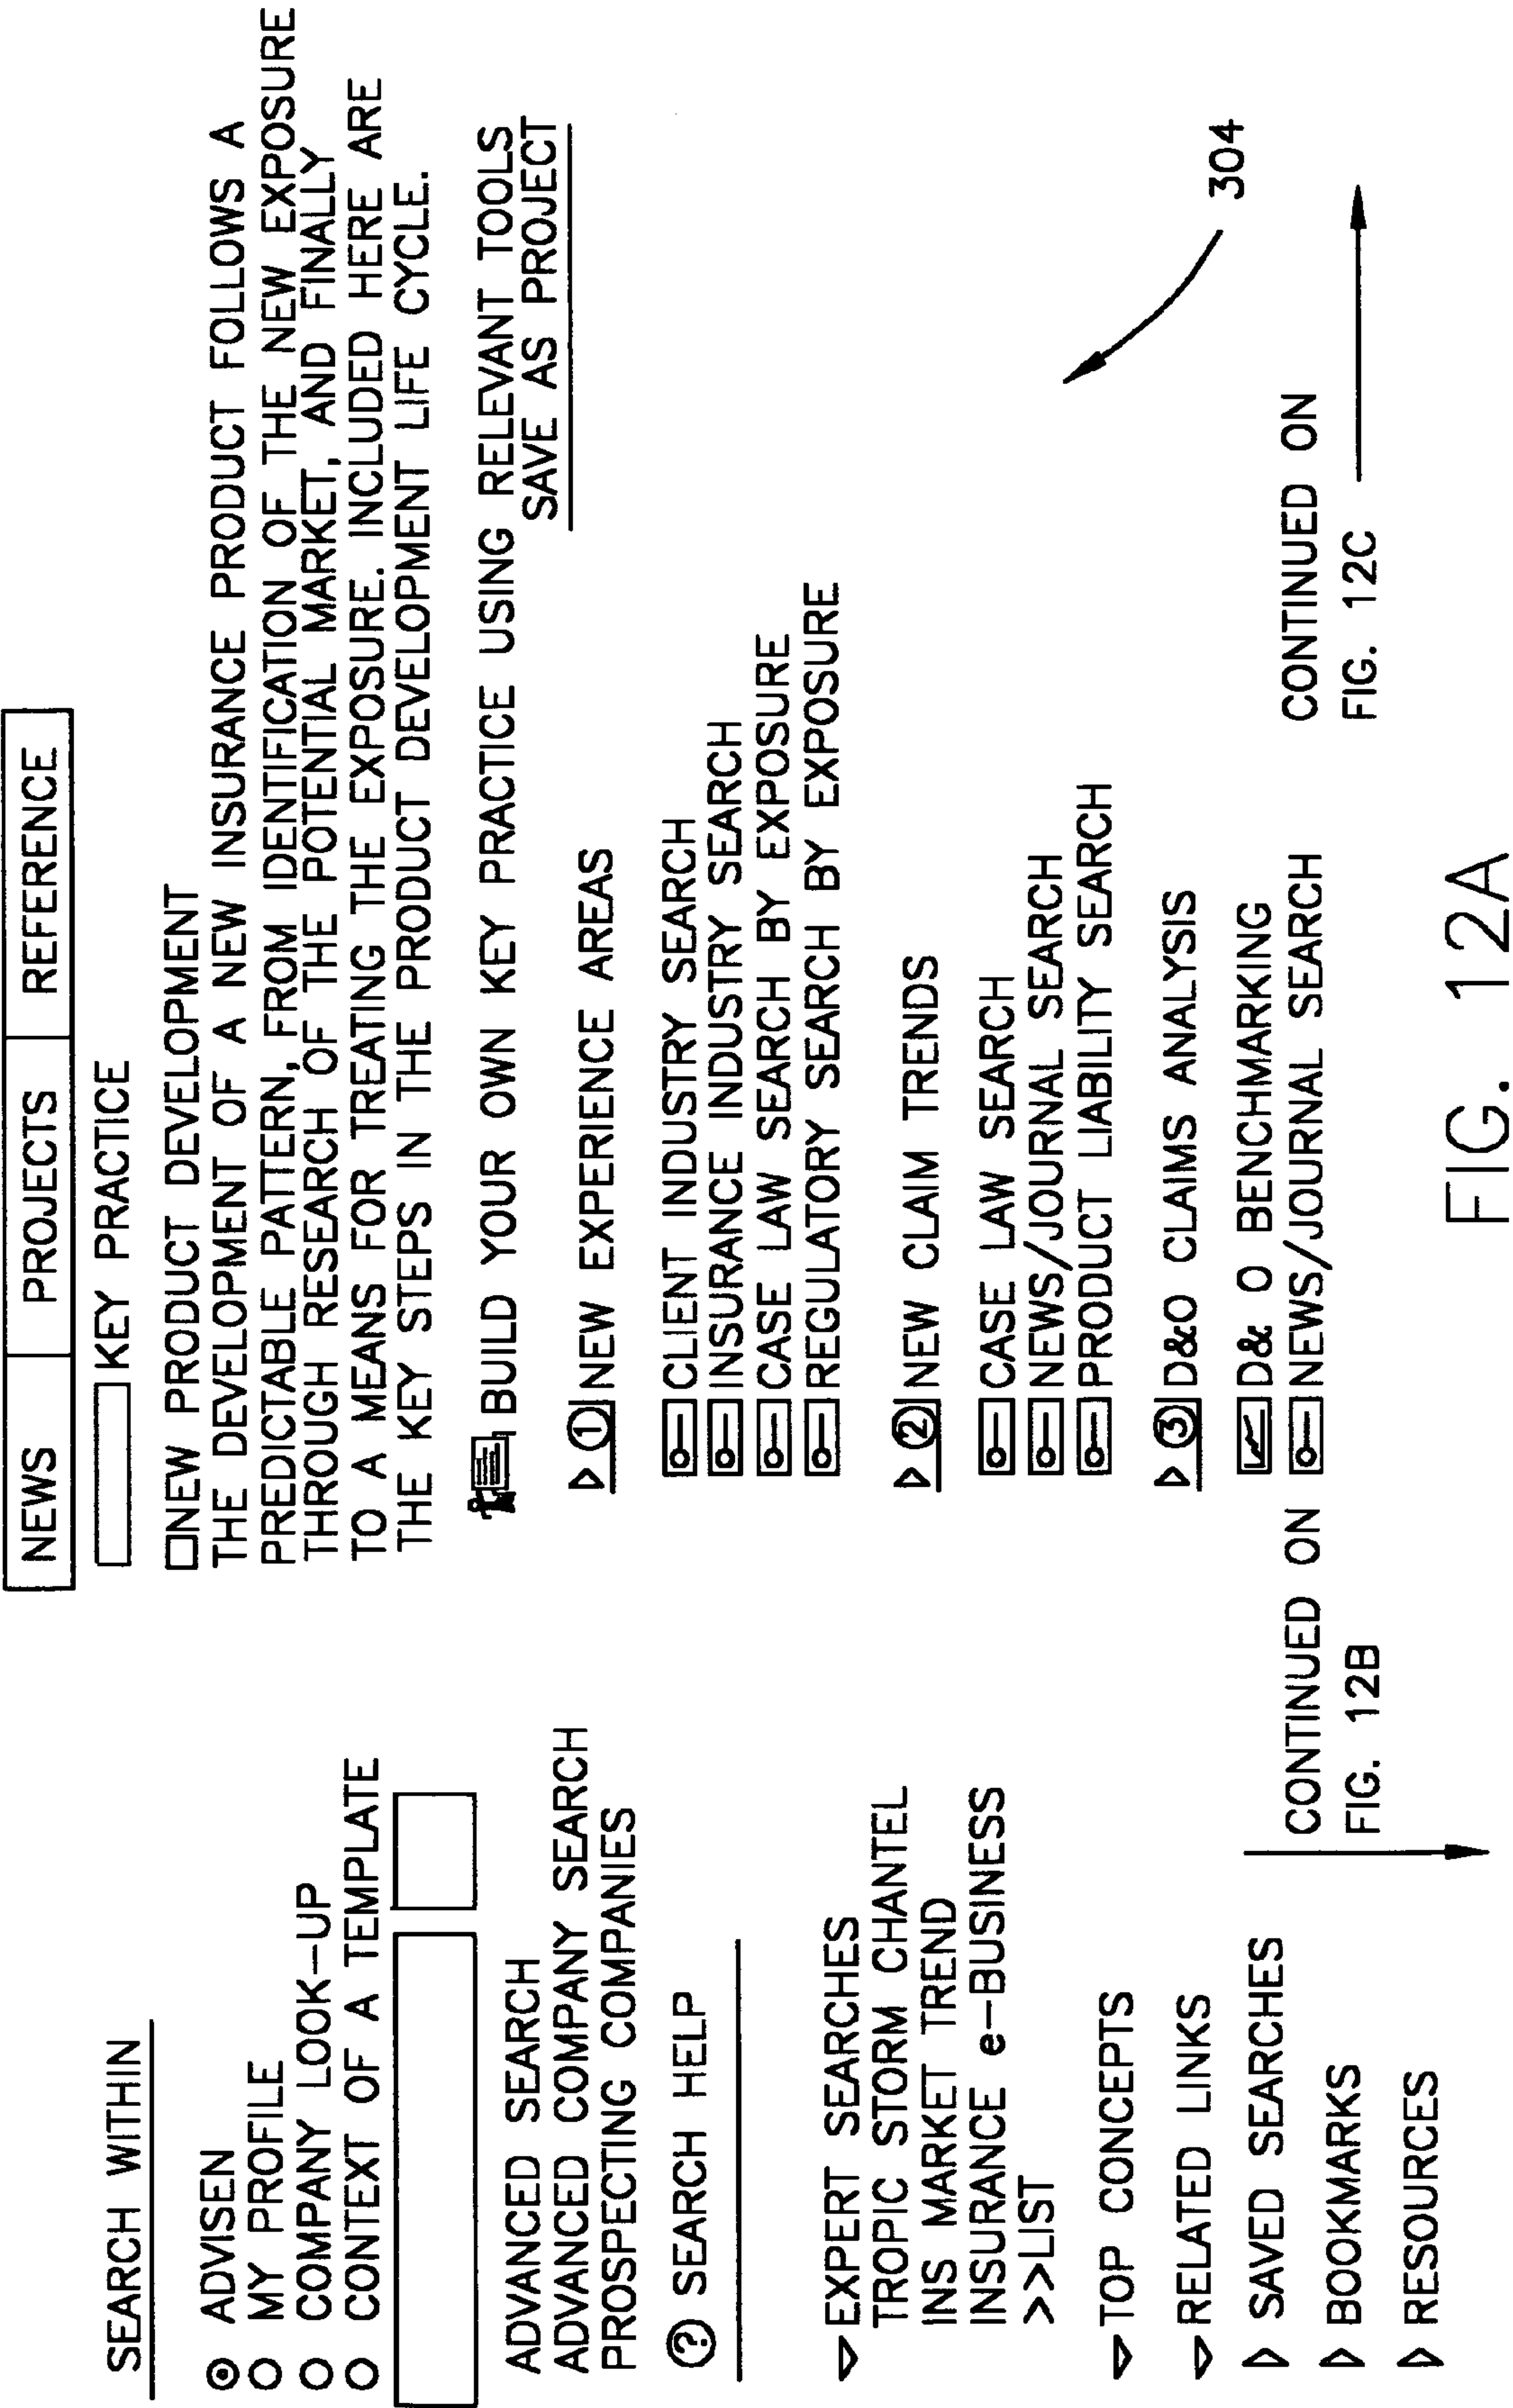 NEWS PROJECTS REFERENCE
SEARCH WITHIN
ADVISEN
MY PROFILE
COMPANY LOOK-UP
CONTEXT OF A TEMPLATE
ADVANCED SEARCH
ADVANCED COMPANY SEARCH
PROSPECTING COMPANIES
? SEARCH HELP
EXPERT SEARCHES
TROPIC STORM CHANTEL
INS MARKET TREND
INSURANCE e-BUSINESS
>>LIST
TOP CONCEPTS
RELATED LINKS
SAVED SEARCHES
BOOKMARKS
RESOURCES
KEY PRACTICE
NEW PRODUCT DEVELOPMENT
THE DEVELOPMENT OF A NEW INSURANCE PRODUCT FOLLOWS A
PREDICTABLE PATTERN, FROM IDENTIFICATION OF THE NEW EXPOSURE
THROUGH RESEARCH OF THE POTENTIAL MARKET, AND FINALLY
TO A MEANS FOR TREATING THE EXPOSURE. INCLUDED HERE ARE
THE KEY STEPS IN THE PRODUCT DEVELOPMENT LIFE CYCLE.
BUILD YOUR OWN KEY PRACTICE USING RELEVANT TOOLS
SAVE AS PROJECT
1 NEW EXPERIENCE AREAS
CLIENT INDUSTRY SEARCH
INSURANCE INDUSTRY SEARCH
CASE LAW SEARCH BY EXPOSURE
REGULATORY SEARCH BY EXPOSURE
2 NEW CLAIM TRENDS
CASE LAW SEARCH
NEWS/JOURNAL SEARCH
PRODUCT LIABILITY SEARCH
3 D&O CLAIMS ANALYSIS
D& O BENCHMARKING
NEWS/JOURNAL SEARCH
304
CONTINUED ON
FIG. 12B
CONTINUED ON
FIG. 12C
FIG. 12A